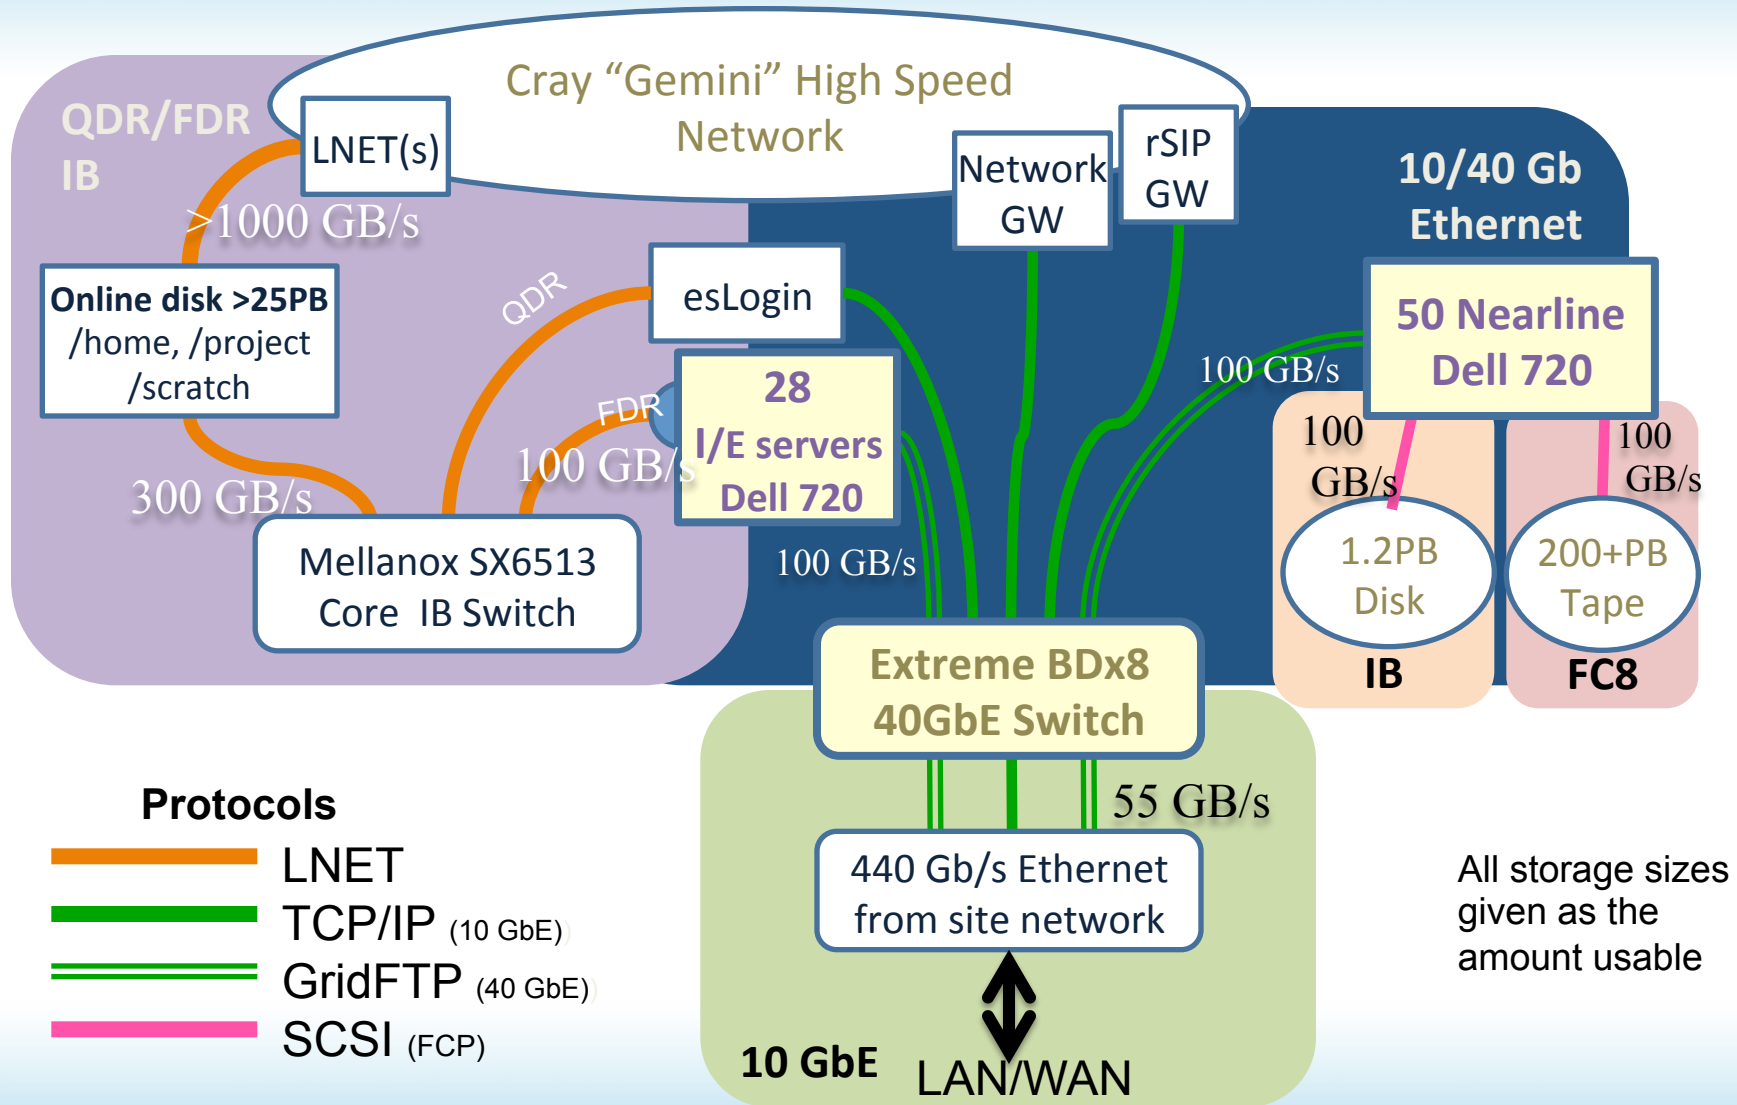 Cray “Gemini” High Speed
Network
QDR/FDR
IB
LNET(s)
>1000 GB/s
Network
GW
rSIP
GW
10/40 Gb
Ethernet
Online disk >25PB
/home, /project
/scratch
QDR
esLogin
50 Nearline
Dell 720
100 GB/s
FDR
28
I/E servers
Dell 720
100 GB/s
300 GB/s
100
GB/s
100
GB/s
Mellanox SX6513
Core IB Switch
100 GB/s
1.2PB
Disk
IB
200+PB
Tape
FC8
Extreme BDx8
40GbE Switch
55 GB/s
440 Gb/s Ethernet
from site network
10 GbE
LAN/WAN
Protocols
LNET
TCP/IP (10 GbE)
GridFTP (40 GbE)
SCSI (FCP)
All storage sizes
given as the
amount usable